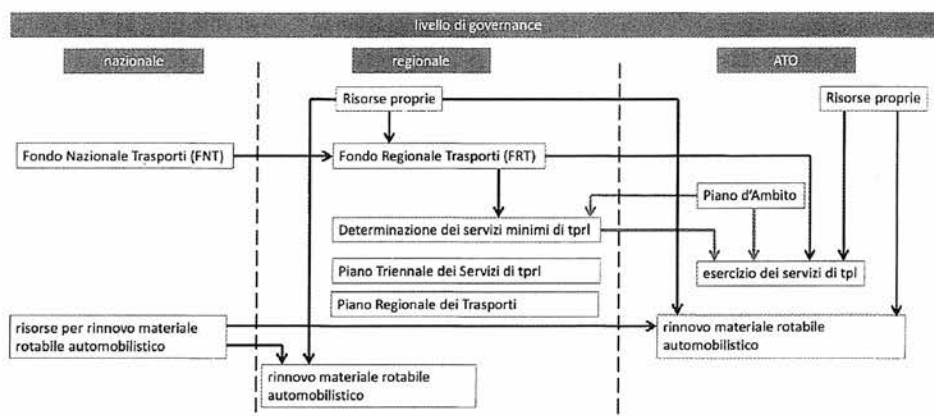 livello di governance
nazionale
regionale
ATO
Risorse proprie
Risorse proprie
Fondo Nazionale Trasporti (FNT)
Fondo Regionale Trasporti (FRT)
Piano d'Ambito
Determinazione dei servizi minimi di tprl
Piano Triennale dei Servizi di tprl
esercizio dei servizi di tpl
Piano Regionale dei Trasporti
risorse per rinnovo materiale
rotabile automobilistico
rinnovo materiale rotabile
automobilistico
rinnovo materiale rotabile
automobilistico